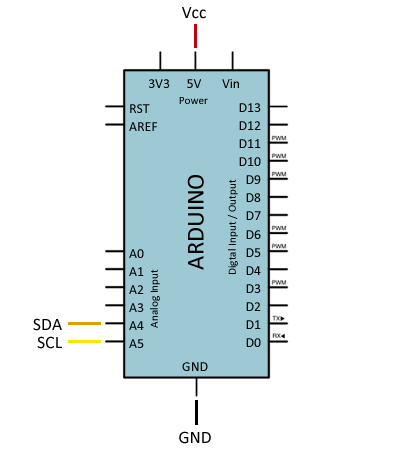 Vcc
3V3 5V Vin
Power
RST D13
AREF D12
D11 PWM
D10 PWM
D9 PWM
D8
D7
D6 PWM
A0 D5 PWM
A1 D4
A2 D3 PWM
A3 D2
SDA A4 D1 TX▶
SCL A5 D0 RX◀
ARDUINO
Analog Input
Digtal Input / Output
GND
GND